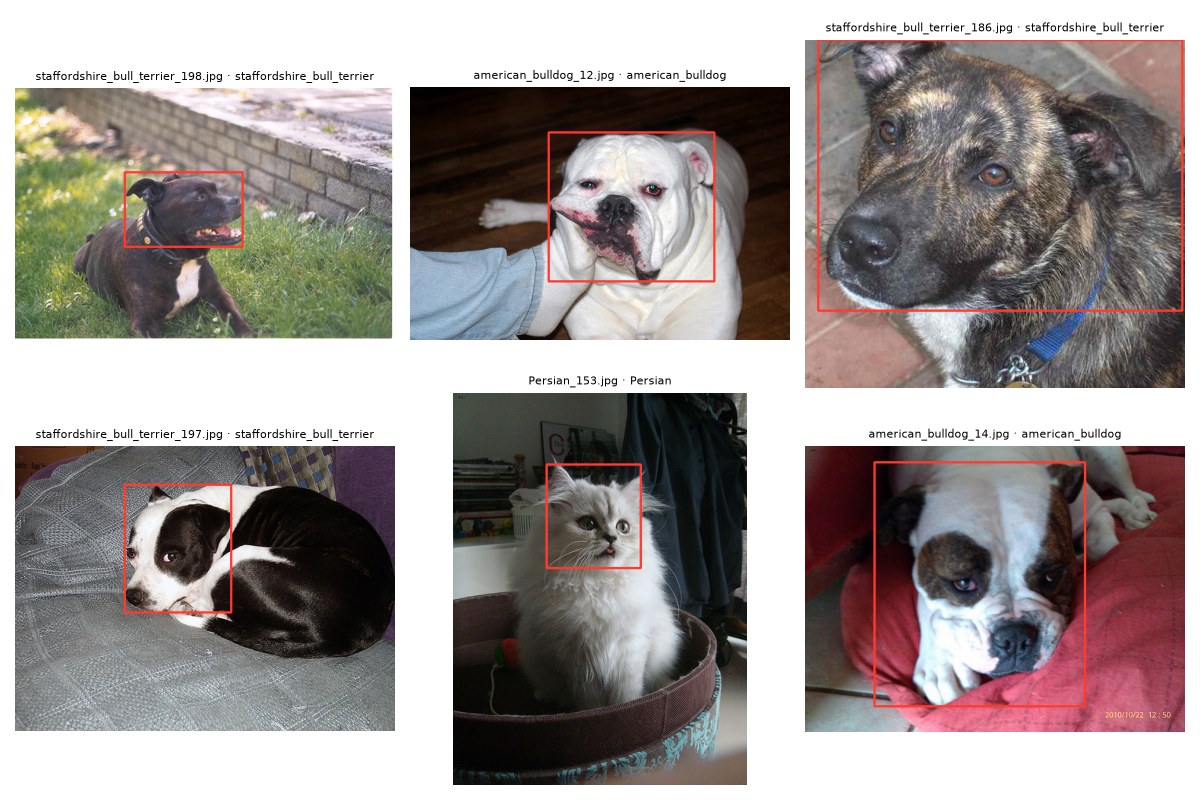 staffordshire_bull_terrier_186.jpg · staffordshire_bull_terrier
staffordshire_bull_terrier_198.jpg · staffordshire_bull_terrier
american_bulldog_12.jpg · american_bulldog
Persian_153.jpg · Persian
staffordshire_bull_terrier_197.jpg · staffordshire_bull_terrier
american_bulldog_14.jpg · american_bulldog
2010/10/22 12:50